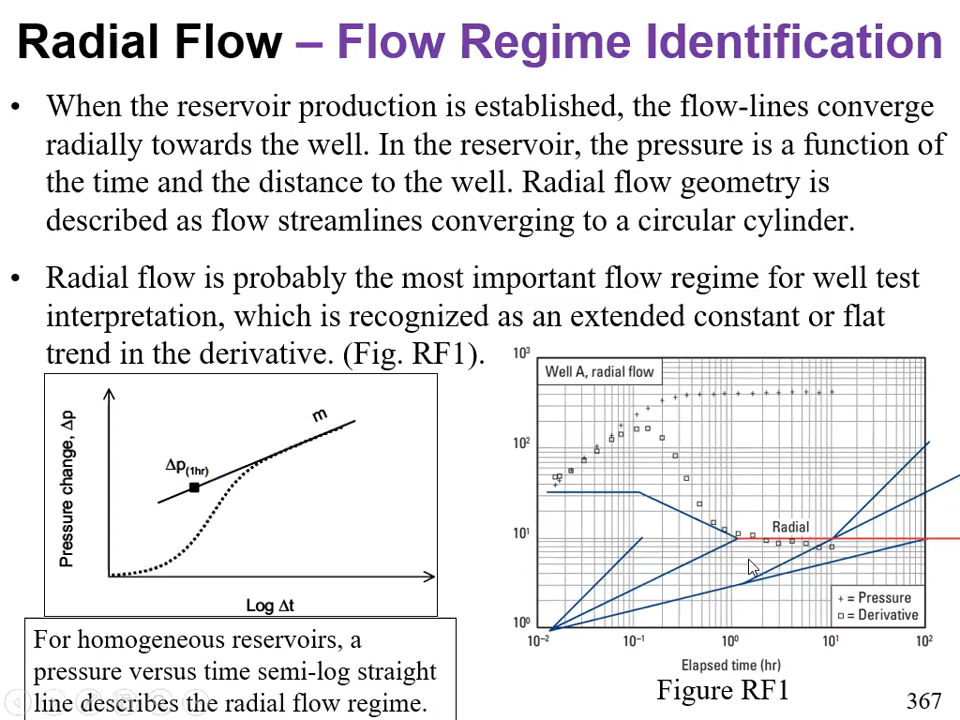 Radial Flow – Flow Regime Identification
• When the reservoir production is established, the flow-lines converge
radially towards the well. In the reservoir, the pressure is a function of
the time and the distance to the well. Radial flow geometry is
described as flow streamlines converging to a circular cylinder.
• Radial flow is probably the most important flow regime for well test
interpretation, which is recognized as an extended constant or flat
trend in the derivative. (Fig. RF1).
Pressure change, Δp
m
Δp(1hr)
Log Δt
For homogeneous reservoirs, a
pressure versus time semi-log straight
line describes the radial flow regime.
10³
Well A, radial flow
10²
10¹
Radial
10⁰
+ = Pressure
□ = Derivative
10⁻² 10⁻¹ 10⁰ 10¹ 10²
Elapsed time (hr)
Figure RF1
367